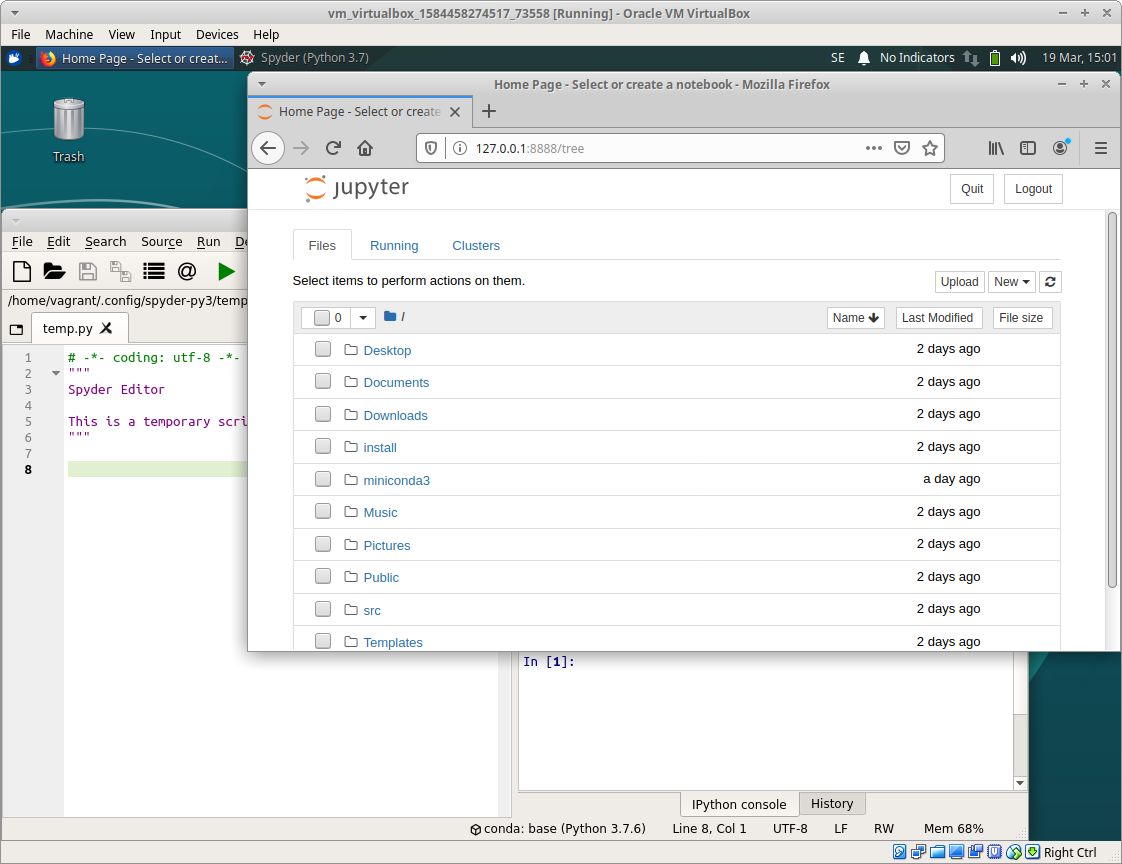 vm_virtualbox_1584458274517_73558 [Running] - Oracle VM VirtualBox
File Machine View Input Devices Help
Home Page - Select or creat... Spyder (Python 3.7) SE No Indicators 19 Mar, 15:01
Trash
Home Page - Select or create a notebook - Mozilla Firefox
Home Page - Select or create
127.0.0.1:8888/tree
jupyter Quit Logout
Files Running Clusters
Select items to perform actions on them. Upload New
0 / Name Last Modified File size
Desktop 2 days ago
Documents 2 days ago
Downloads 2 days ago
install 2 days ago
miniconda3 a day ago
Music 2 days ago
Pictures 2 days ago
Public 2 days ago
src 2 days ago
Templates 2 days ago
File Edit Search Source Run De
/home/vagrant/.config/spyder-py3/temp
temp.py
1 # -*- coding: utf-8 -*-
2 """
3 Spyder Editor
4
5 This is a temporary scri
6 """
7
8
In [1]:
IPython console History
conda: base (Python 3.7.6) Line 8, Col 1 UTF-8 LF RW Mem 68%
Right Ctrl